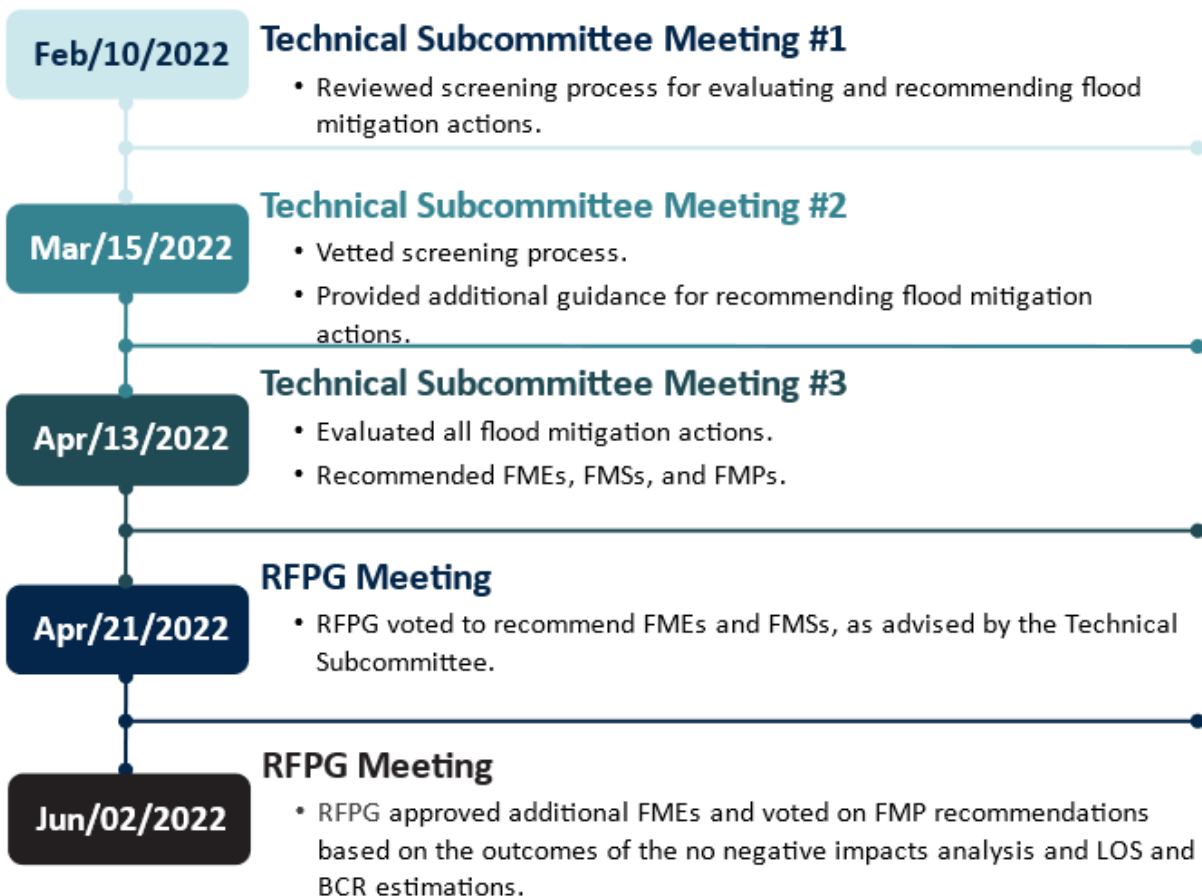 Feb/10/2022
Technical Subcommittee Meeting #1
• Reviewed screening process for evaluating and recommending flood
mitigation actions.
Mar/15/2022
Technical Subcommittee Meeting #2
• Vetted screening process.
• Provided additional guidance for recommending flood mitigation
actions.
Apr/13/2022
Technical Subcommittee Meeting #3
• Evaluated all flood mitigation actions.
• Recommended FMEs, FMSs, and FMPs.
Apr/21/2022
RFPG Meeting
• RFPG voted to recommend FMEs and FMSs, as advised by the Technical
Subcommittee.
Jun/02/2022
RFPG Meeting
• RFPG approved additional FMEs and voted on FMP recommendations
based on the outcomes of the no negative impacts analysis and LOS and
BCR estimations.